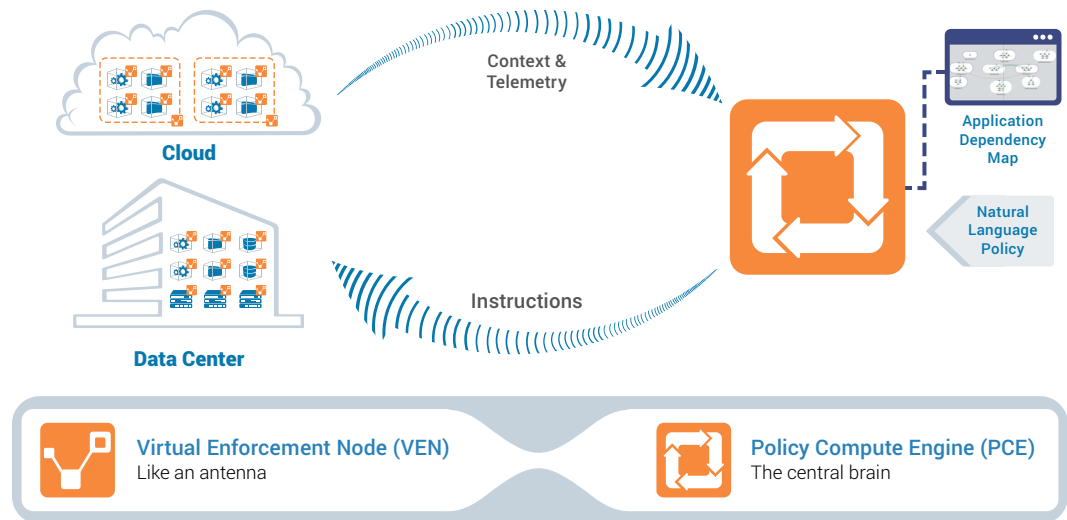 Context &
Telemetry
Cloud
Application
Dependency
Map
Natural
Language
Policy
Instructions
Data Center
Virtual Enforcement Node (VEN)
Like an antenna
Policy Compute Engine (PCE)
The central brain